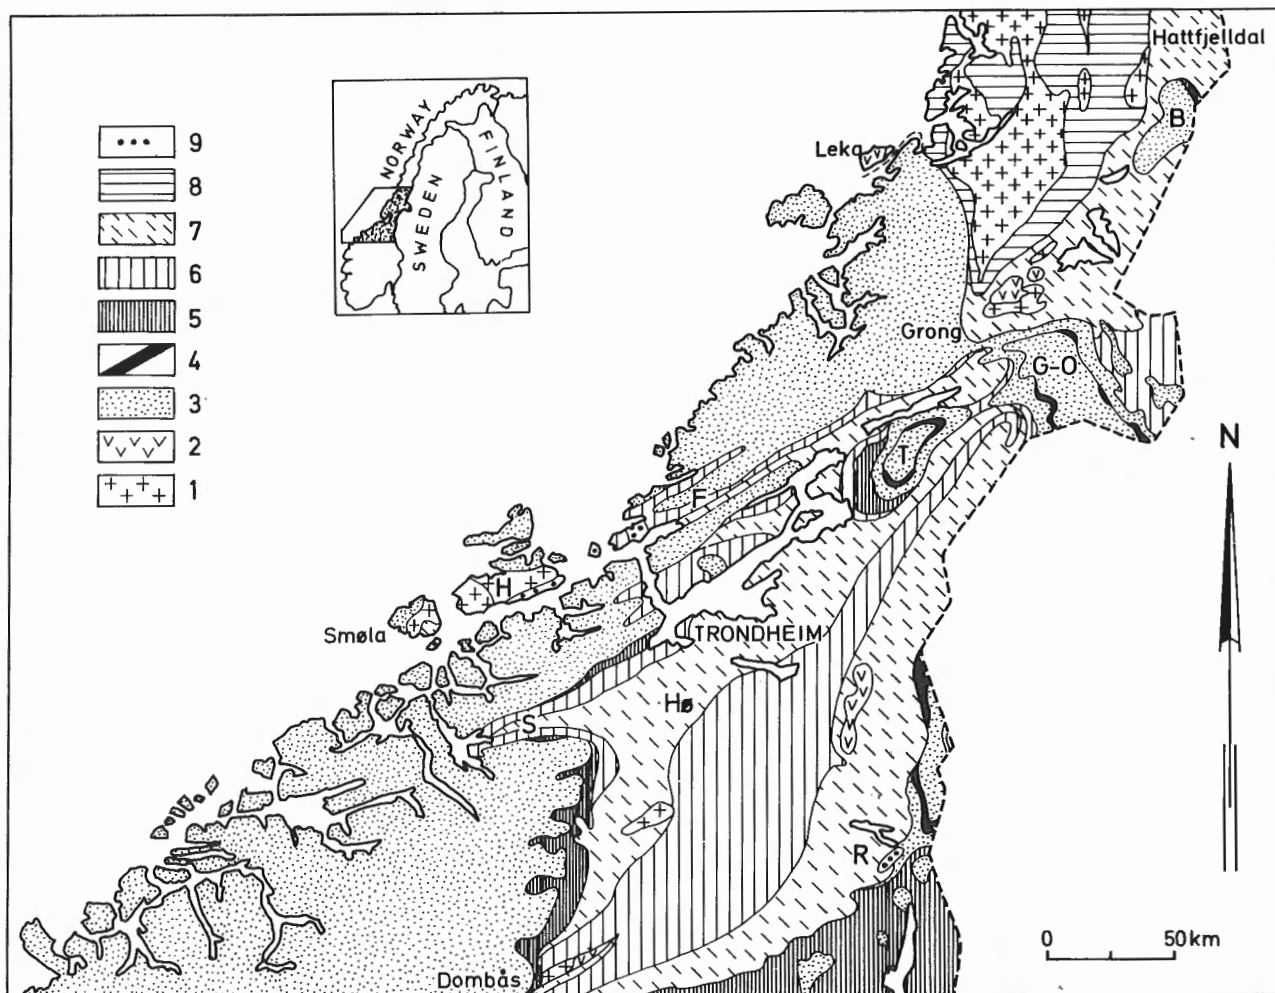 Hattfjelldal
B
Leka
NORWAY
FINLAND
SWEDEN
9
8
7
6
5
4
3
2
1
Grong
G-O
N
T
F
H
Smøla
TRONDHEIM
Hø
S
R
Dombås
0 50km